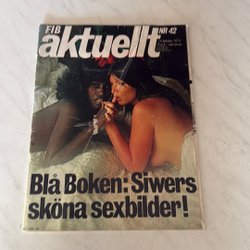 FIB
aktuellt
NR 42
Blå Boken: Siwers
sköna sexbilder!